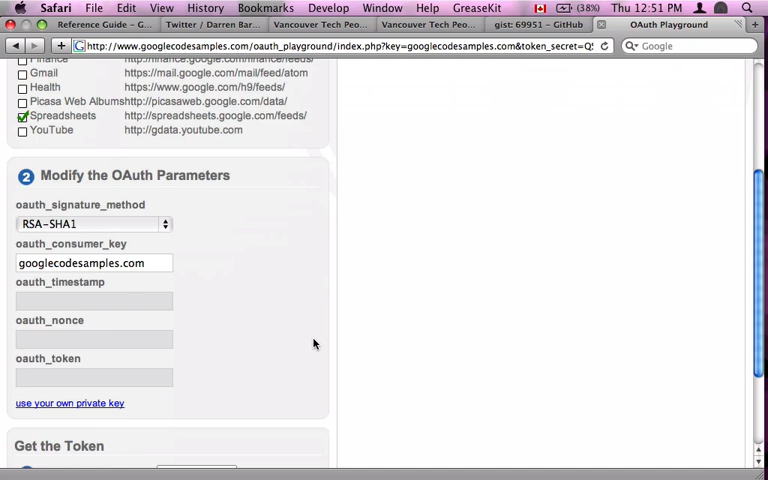 Safari File Edit View History Bookmarks Develop Window Help GreaseKit (38%) Thu 12:51 PM
Reference Guide – G... Twitter / Darren Bar... Vancouver Tech Peo... Vancouver Tech Peo... gist: 69951 — GitHub OAuth Playground
http://www.googlecodesamples.com/oauth_playground/index.php?key=googlecodesamples.com&token_secret=Q Google
Finance http://finance.google.com/finance/feeds/
Gmail https://mail.google.com/mail/feed/atom
Health https://www.google.com/h9/feeds/
Picasa Web Albums http://picasaweb.google.com/data/
Spreadsheets http://spreadsheets.google.com/feeds/
YouTube http://gdata.youtube.com
2 Modify the OAuth Parameters
oauth_signature_method
RSA-SHA1
oauth_consumer_key
googlecodesamples.com
oauth_timestamp
oauth_nonce
oauth_token
use your own private key
Get the Token